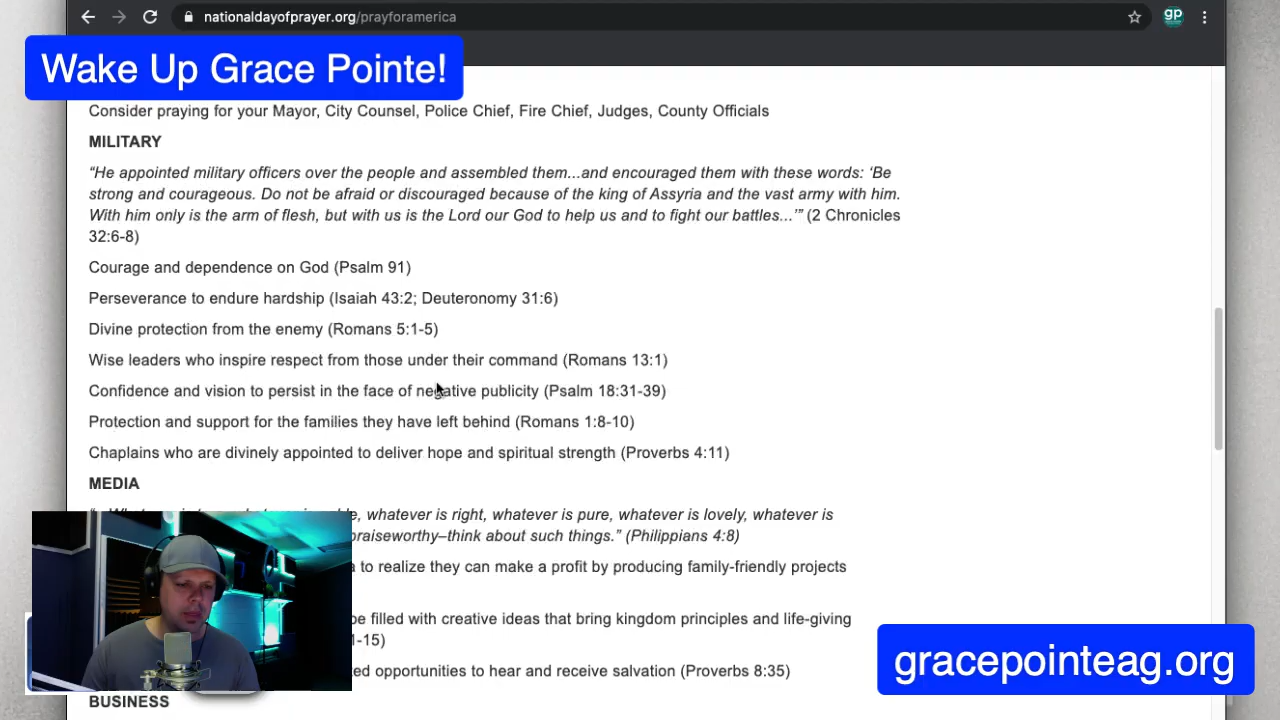 nationaldayofprayer.org/prayforamerica
gp
Wake Up Grace Pointe!
Consider praying for your Mayor, City Counsel, Police Chief, Fire Chief, Judges, County Officials
MILITARY
“He appointed military officers over the people and assembled them...and encouraged them with these words: ‘Be
strong and courageous. Do not be afraid or discouraged because of the king of Assyria and the vast army with him.
With him only is the arm of flesh, but with us is the Lord our God to help us and to fight our battles...’” (2 Chronicles
32:6-8)
Courage and dependence on God (Psalm 91)
Perseverance to endure hardship (Isaiah 43:2; Deuteronomy 31:6)
Divine protection from the enemy (Romans 5:1-5)
Wise leaders who inspire respect from those under their command (Romans 13:1)
Confidence and vision to persist in the face of negative publicity (Psalm 18:31-39)
Protection and support for the families they have left behind (Romans 1:8-10)
Chaplains who are divinely appointed to deliver hope and spiritual strength (Proverbs 4:11)
MEDIA
, whatever is right, whatever is pure, whatever is lovely, whatever is
praiseworthy–think about such things.” (Philippians 4:8)
to realize they can make a profit by producing family-friendly projects
be filled with creative ideas that bring kingdom principles and life-giving
1-15)
opportunities to hear and receive salvation (Proverbs 8:35)
BUSINESS
gracepointeag.org